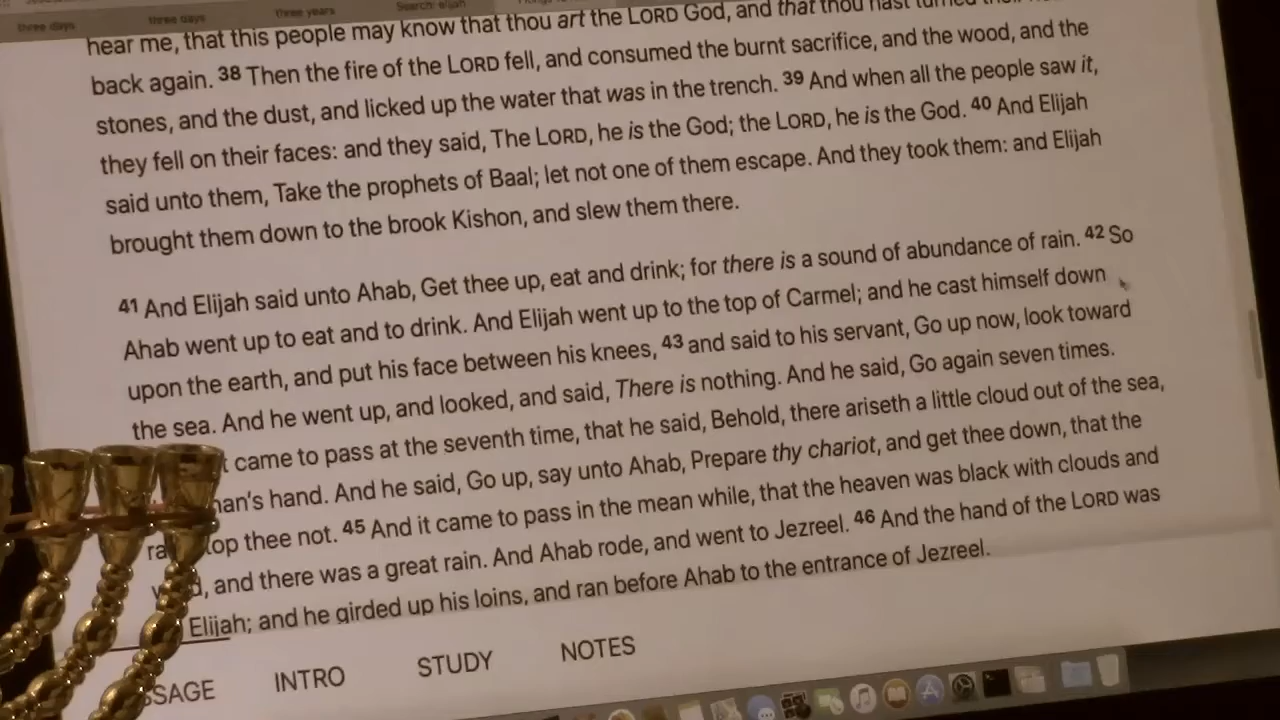 three days
three days
three years
Search: elijah
hear me, that this people may know that thou art the LORD God, and that thou hast turned their
back again. 38 Then the fire of the LORD fell, and consumed the burnt sacrifice, and the wood, and the
stones, and the dust, and licked up the water that was in the trench. 39 And when all the people saw it,
they fell on their faces: and they said, The LORD, he is the God; the LORD, he is the God. 40 And Elijah
said unto them, Take the prophets of Baal; let not one of them escape. And they took them: and Elijah
brought them down to the brook Kishon, and slew them there.
41 And Elijah said unto Ahab, Get thee up, eat and drink; for there is a sound of abundance of rain. 42 So
Ahab went up to eat and to drink. And Elijah went up to the top of Carmel; and he cast himself down
upon the earth, and put his face between his knees, 43 and said to his servant, Go up now, look toward
the sea. And he went up, and looked, and said, There is nothing. And he said, Go again seven times.
t came to pass at the seventh time, that he said, Behold, there ariseth a little cloud out of the sea,
nan's hand. And he said, Go up, say unto Ahab, Prepare thy chariot, and get thee down, that the
ra top thee not. 45 And it came to pass in the mean while, that the heaven was black with clouds and
w d, and there was a great rain. And Ahab rode, and went to Jezreel. 46 And the hand of the LORD was
Elijah; and he girded up his loins, and ran before Ahab to the entrance of Jezreel.
SSAGE INTRO STUDY NOTES